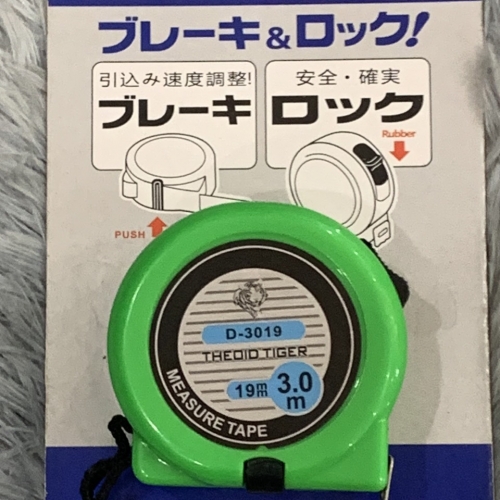 ブレーキ&ロック!
引込み速度調整!
ブレーキ
安全・確実
ロック
Rubber
PUSH
D-3019
THEOID TIGER
19mm 3.0 m
MEASURE TAPE